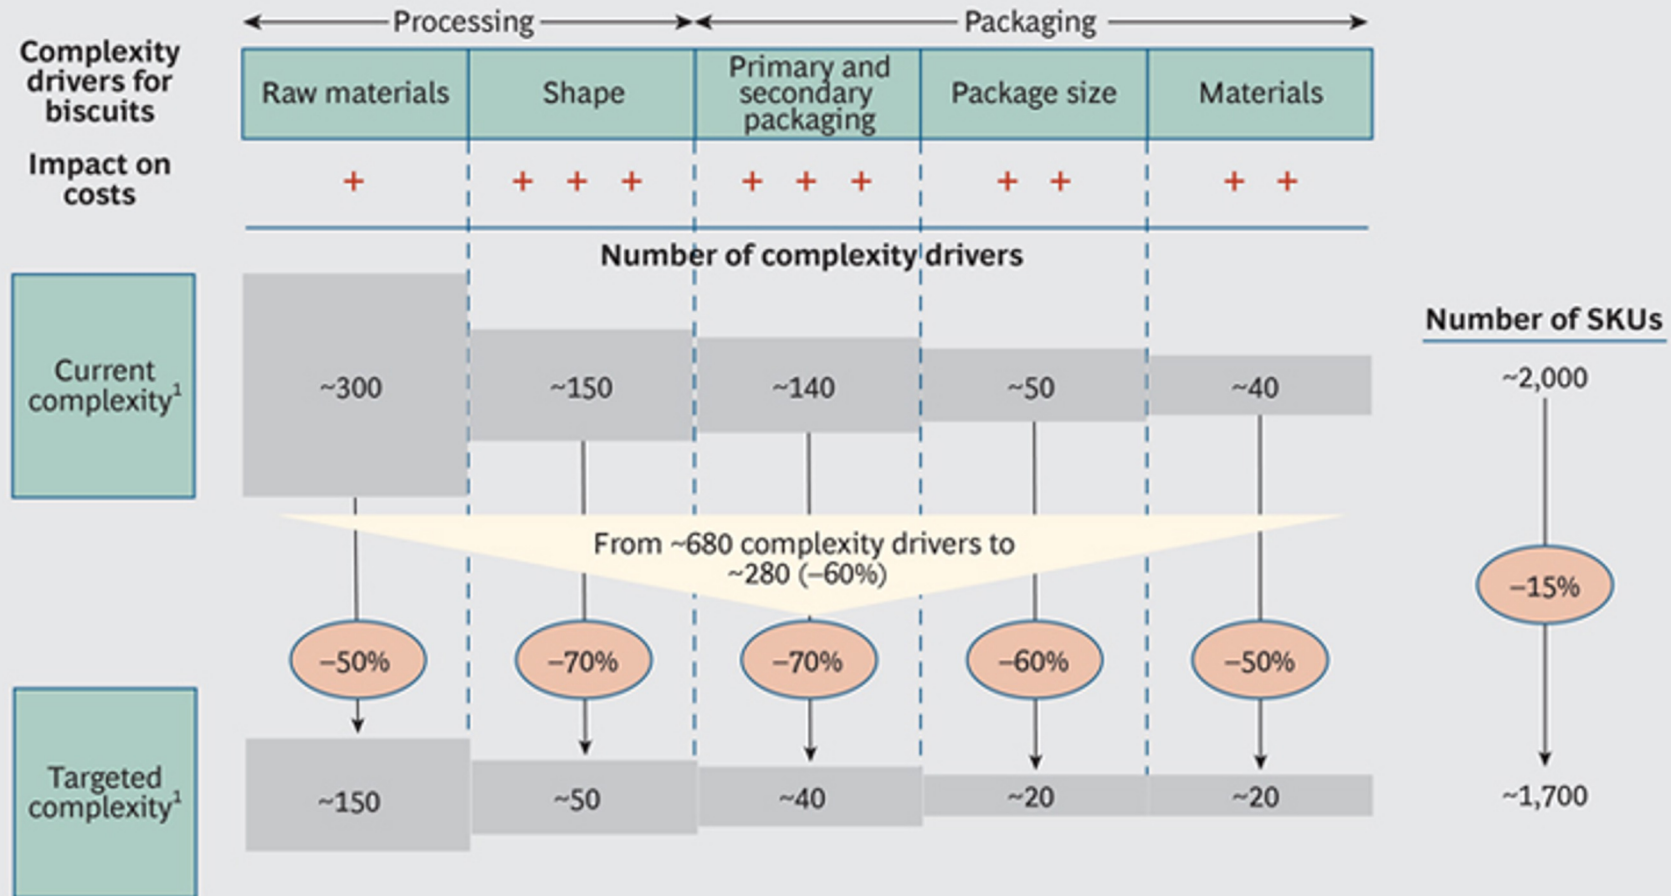 Processing Packaging
Complexity
drivers for
biscuits
Raw materials
Shape
Primary and
secondary
packaging
Package size
Materials
Impact on
costs
+
+ + +
+ + +
+ +
+ +
Number of complexity drivers
Current
complexity¹
~300
~150
~140
~50
~40
Number of SKUs
~2,000
From ~680 complexity drivers to
~280 (–60%)
–50%
–70%
–70%
–60%
–50%
–15%
Targeted
complexity¹
~150
~50
~40
~20
~20
~1,700